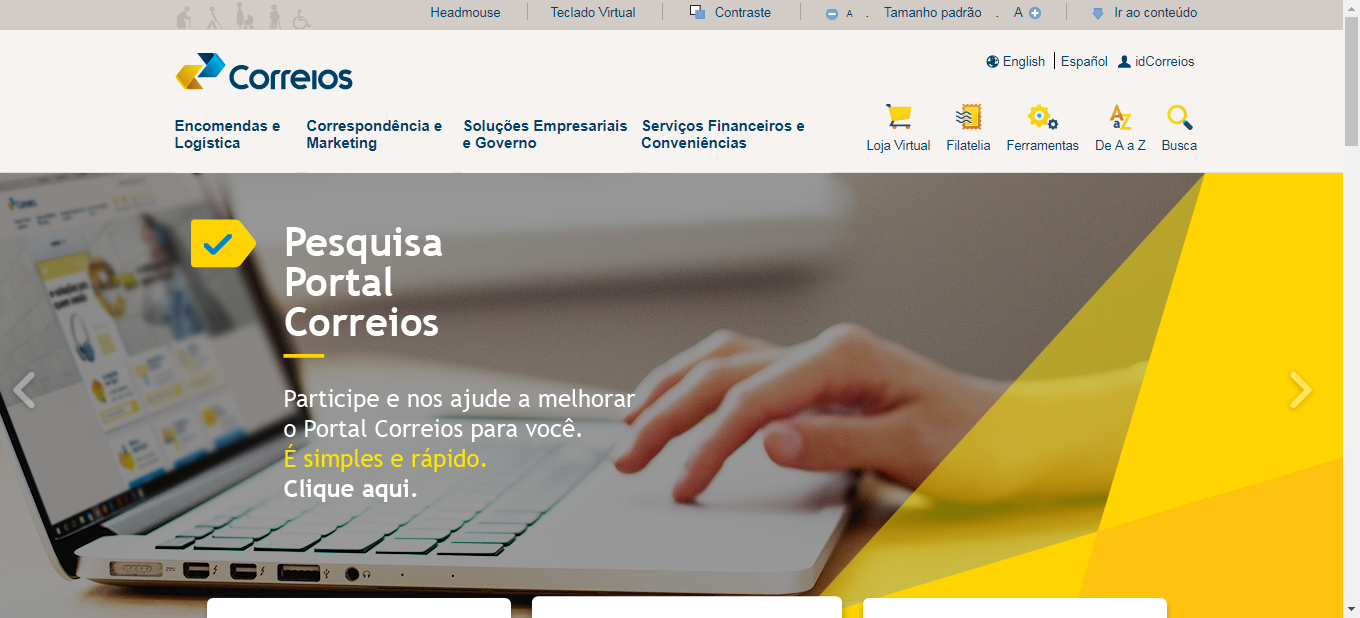 Headmouse
Teclado Virtual
Contraste
A . Tamanho padrão . A
Ir ao conteúdo
Correios
English
Español
idCorreios
Encomendas e
Logística
Correspondência e
Marketing
Soluções Empresariais
e Governo
Serviços Financeiros e
Conveniências
Loja Virtual
Filatelia
Ferramentas
De A a Z
Busca
Pesquisa
Portal
Correios
Participe e nos ajude a melhorar
o Portal Correios para você.
É simples e rápido.
Clique aqui.